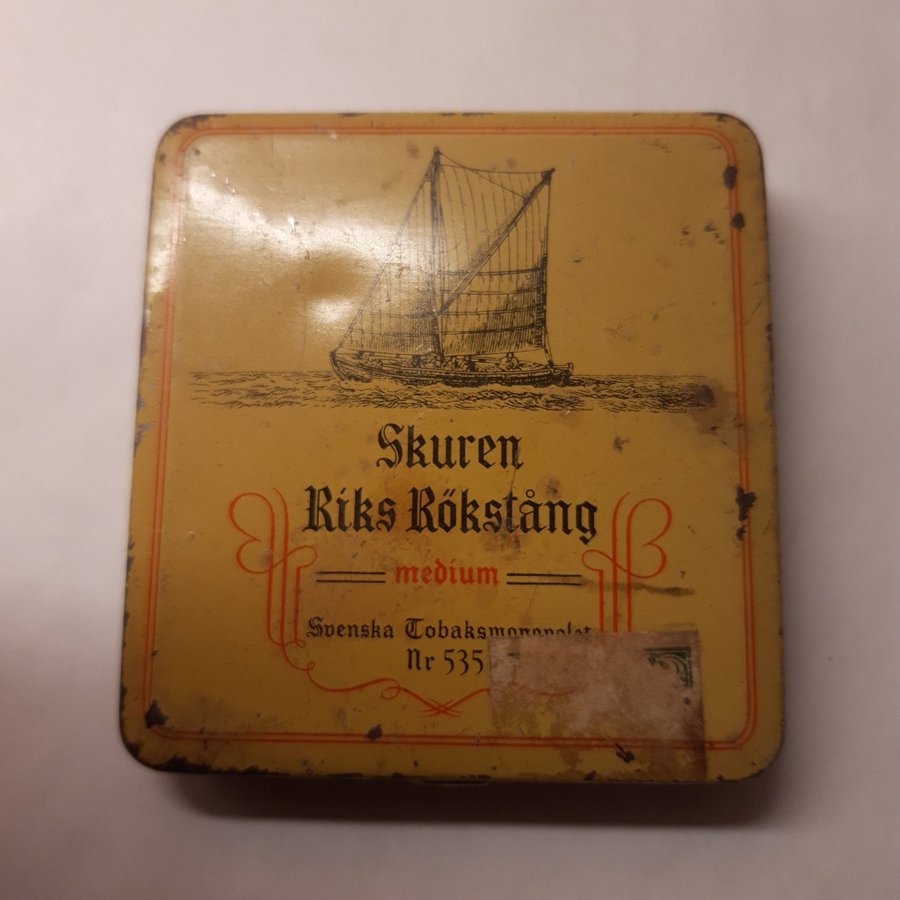 Skuren
Riks Rökstång
medium
Svenska Tobaksmonopolet
Nr 535